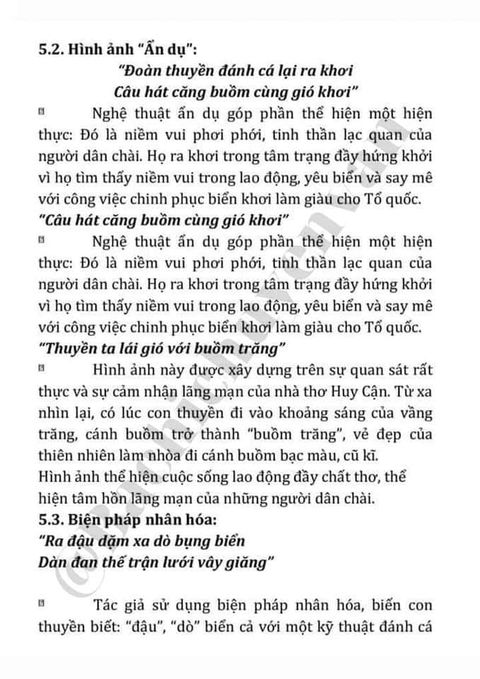 5.2. Hình ảnh “Ẩn dụ”:
“Đoàn thuyền đánh cá lại ra khơi
Câu hát căng buồm cùng gió khơi”
Nghệ thuật ẩn dụ góp phần thể hiện một hiện
thực: Đó là niềm vui phơi phới, tinh thần lạc quan của
người dân chài. Họ ra khơi trong tâm trạng đầy hứng khởi
vì họ tìm thấy niềm vui trong lao động, yêu biển và say mê
với công việc chinh phục biển khơi làm giàu cho Tổ quốc.
“Câu hát căng buồm cùng gió khơi”
Nghệ thuật ẩn dụ góp phần thể hiện một hiện
thực: Đó là niềm vui phơi phới, tinh thần lạc quan của
người dân chài. Họ ra khơi trong tâm trạng đầy hứng khởi
vì họ tìm thấy niềm vui trong lao động, yêu biển và say mê
với công việc chinh phục biển khơi làm giàu cho Tổ quốc.
“Thuyền ta lái gió với buồm trăng”
Hình ảnh này được xây dựng trên sự quan sát rất
thực và sự cảm nhận lãng mạn của nhà thơ Huy Cận. Từ xa
nhìn lại, có lúc con thuyền đi vào khoảng sáng của vầng
trăng, cánh buồm trở thành “buồm trăng”, vẻ đẹp của
thiên nhiên làm nhòa đi cánh buồm bạc màu, cũ kĩ.
Hình ảnh thể hiện cuộc sống lao động đầy chất thơ, thể
hiện tâm hồn lãng mạn của những người dân chài.
5.3. Biện pháp nhân hóa:
“Ra đậu dặm xa dò bụng biển
Dàn đan thế trận lưới vây giăng”
Tác giả sử dụng biện pháp nhân hóa, biến con
thuyền biết: “đậu”, “dò” biển cả với một kỹ thuật đánh cá